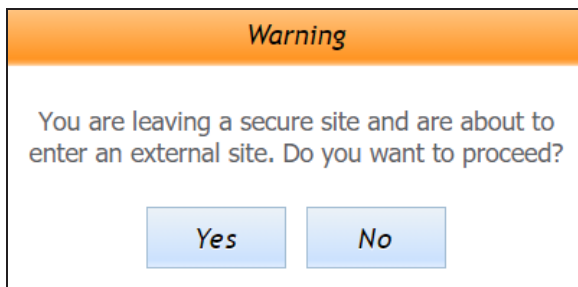 Warning
You are leaving a secure site and are about to
enter an external site. Do you want to proceed?
Yes
No